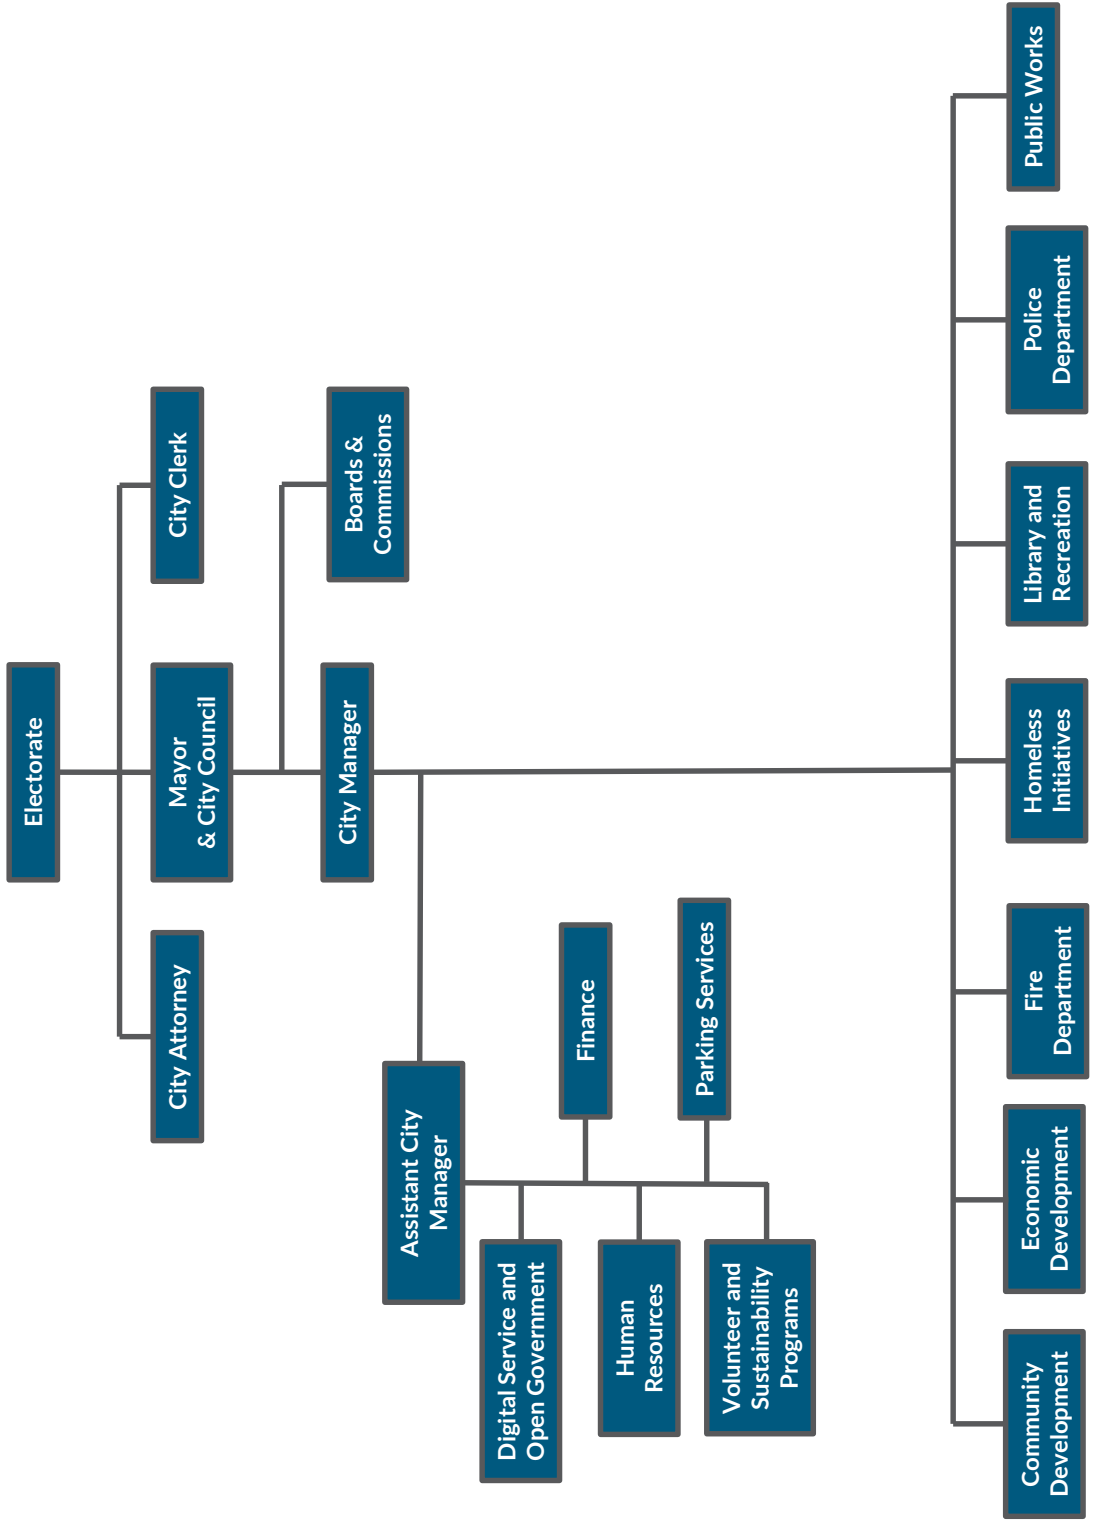 Electorate
City Attorney
Mayor
& City Council
City Clerk
City Manager
Boards &
Commissions
Assistant City
Manager
Digital Service and
Open Government
Finance
Human
Resources
Parking Services
Volunteer and
Sustainability
Programs
Community
Development
Economic
Development
Fire
Department
Homeless
Initiatives
Library and
Recreation
Police
Department
Public Works